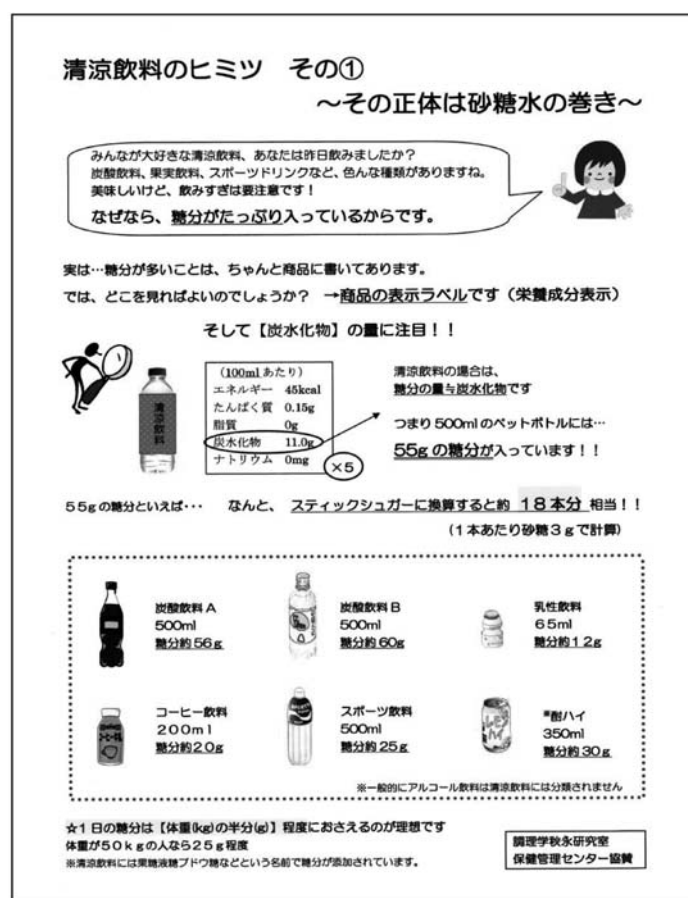 清涼飲料のヒミツ その①
～その正体は砂糖水の巻き～
みんなが大好きな清涼飲料、あなたは昨日飲みましたか？
炭酸飲料、果実飲料、スポーツドリンクなど、色んな種類がありますね。
美味しいけど、飲みすぎは要注意です！
なぜなら、糖分がたっぷり入っているからです。
実は…糖分が多いことは、ちゃんと商品に書いてあります。
では、どこを見ればよいのでしょうか？ →商品の表示ラベルです（栄養成分表示）
そして【炭水化物】の量に注目！！
清涼飲料
（100mlあたり）
エネルギー 45kcal
たんぱく質 0.15g
脂質 0g
炭水化物 11.0g
ナトリウム 0mg
×5
清涼飲料の場合は、
糖分の量≒炭水化物です
つまり500mlのペットボトルには…
55gの糖分が入っています！！
55gの糖分といえば… なんと、スティックシュガーに換算すると約 18本分 相当！！
（1本あたり砂糖3gで計算）
炭酸飲料A
500ml
糖分約56g
炭酸飲料B
500ml
糖分約60g
乳性飲料
65ml
糖分約12g
コーヒー飲料
200ml
糖分約20g
スポーツ飲料
500ml
糖分約25g
※酎ハイ
350ml
糖分約30g
※一般的にアルコール飲料は清涼飲料には分類されません
☆1日の糖分は【体重(kg)の半分(g)】程度におさえるのが理想です
体重が50kgの人なら25g程度
※清涼飲料には果糖液糖ブドウ糖などという名前で糖分が添加されています。
調理学秋永研究室
保健管理センター協賛